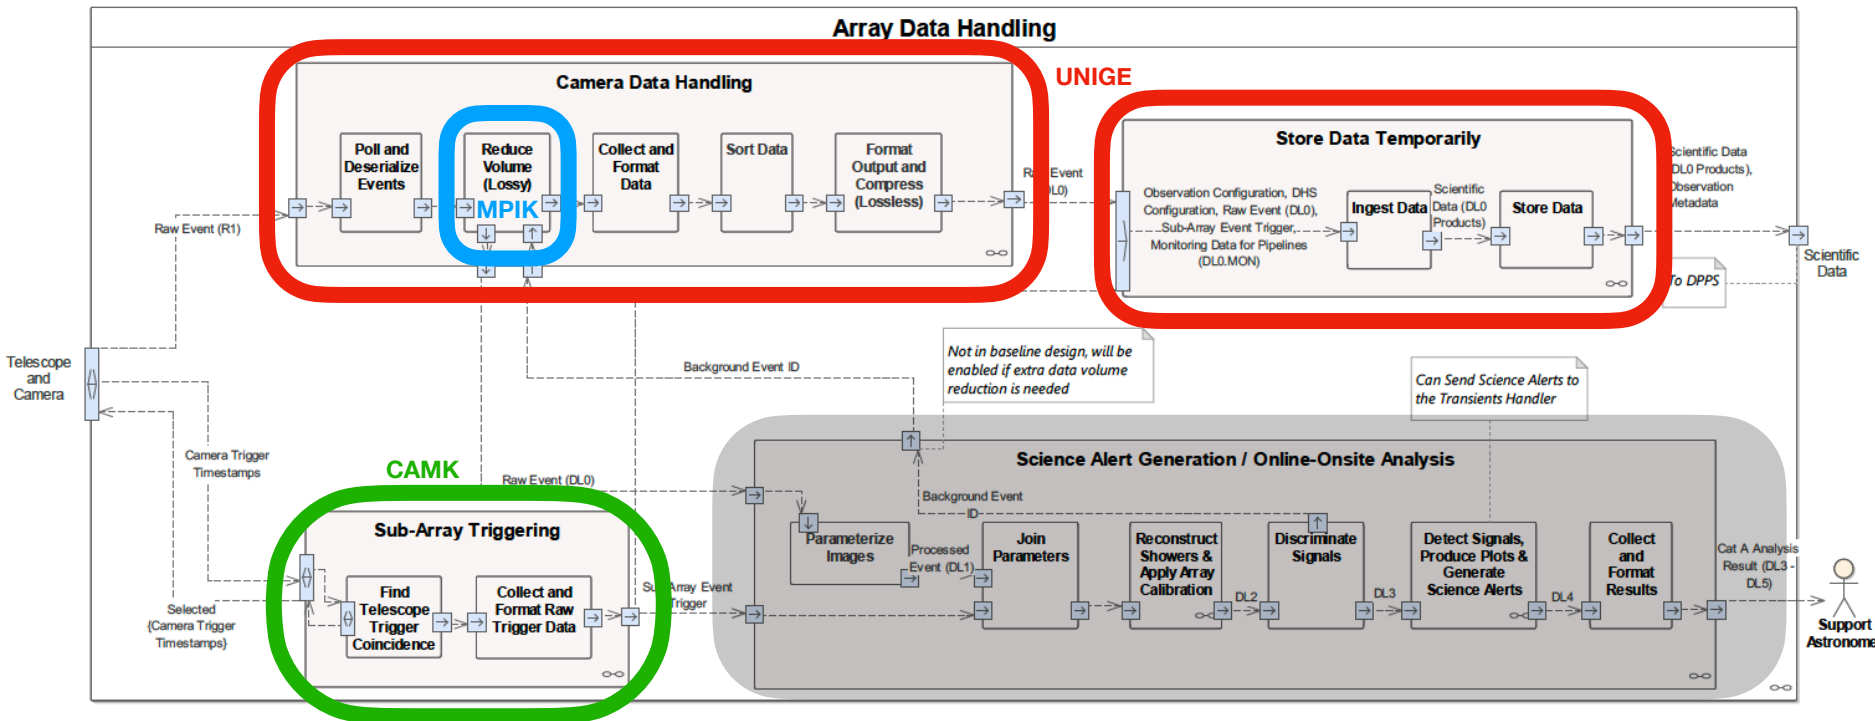 Array Data Handling
Camera Data Handling
UNIGE
Poll and
Deserialize
Events
Reduce
Volume
(Lossy)
MPIK
Collect and
Format
Data
Sort Data
Format
Output and
Compress
(Lossless)
Raw Event (R1)
Event
Store Data Temporarily
Observation Configuration, DHS
Configuration, Raw Event (DL0),
Sub-Array Event Trigger,
Monitoring Data for Pipelines
(DL0.MON)
Ingest Data
Scientific
Data (DL0
Products)
Store Data
Scientific Data
DL0 Products),
Observation
Metadata
Scientific
Data
To DPPS
Telescope
and
Camera
Background Event ID
Not in baseline design, will be
enabled if extra data volume
reduction is needed
Can Send Science Alerts to
the Transients Handler
Camera Trigger
Timestamps
CAMK
Raw Event (DL0)
Sub-Array Triggering
Find
Telescope
Trigger
Coincidence
Collect and
Format Raw
Trigger Data
Selected
{Camera Trigger
Timestamps}
Array Event
Trigger
Science Alert Generation / Online-Onsite Analysis
Background Event
ID
Parameterize
Images
Processed
Event (DL1)
Join
Parameters
Reconstruct
Showers &
Apply Array
Calibration
DL2
Discriminate
Signals
DL3
Detect Signals,
Produce Plots &
Generate
Science Alerts
DL4
Collect
and
Format
Results
Cat A Analysis
Result (DL3 -
DL5)
Support
Astronome